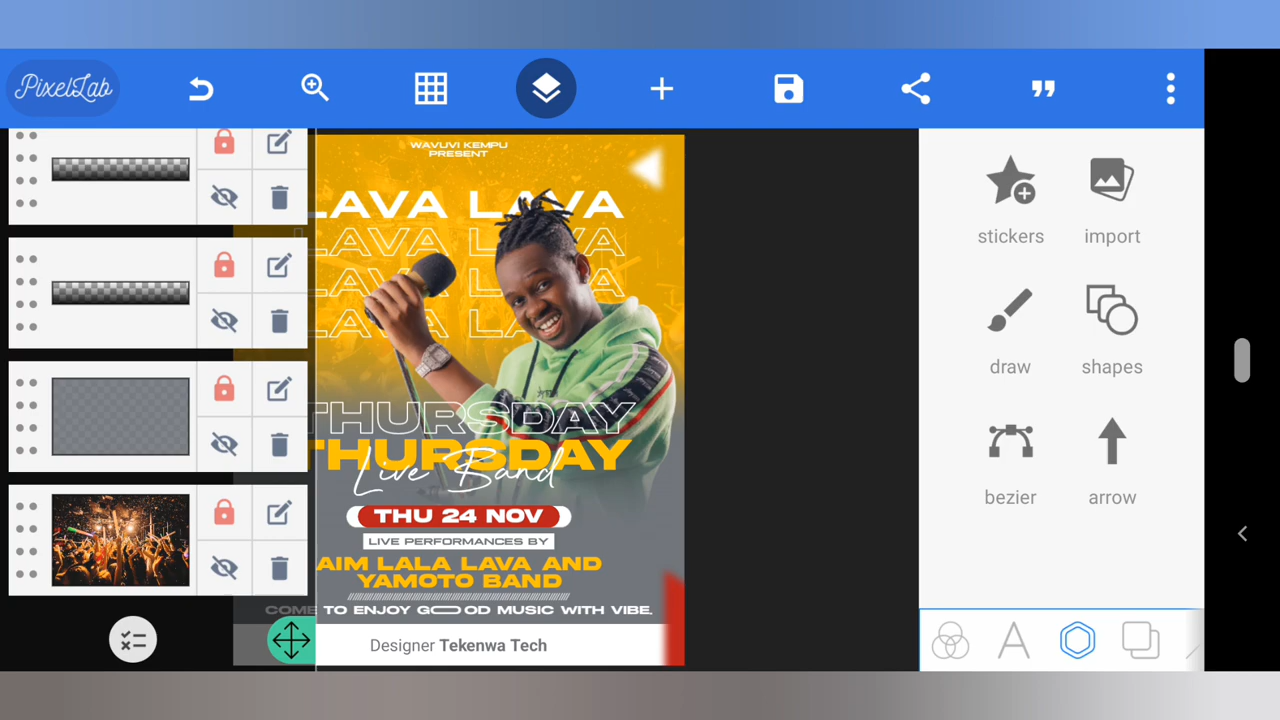 PixelLab
WAVUVI KEMPU
PRESENT
LAVA LAVA
LAVA LAVA
LAVA LAVA
LAVA LAVA
THURSDAY
THURSDAY
Live Band
THU 24 NOV
LIVE PERFORMANCES BY
AIM LALA LAVA AND
YAMOTO BAND
COME TO ENJOY GOOD MUSIC WITH VIBE.
Designer Tekenwa Tech
stickers
import
draw
shapes
bezier
arrow